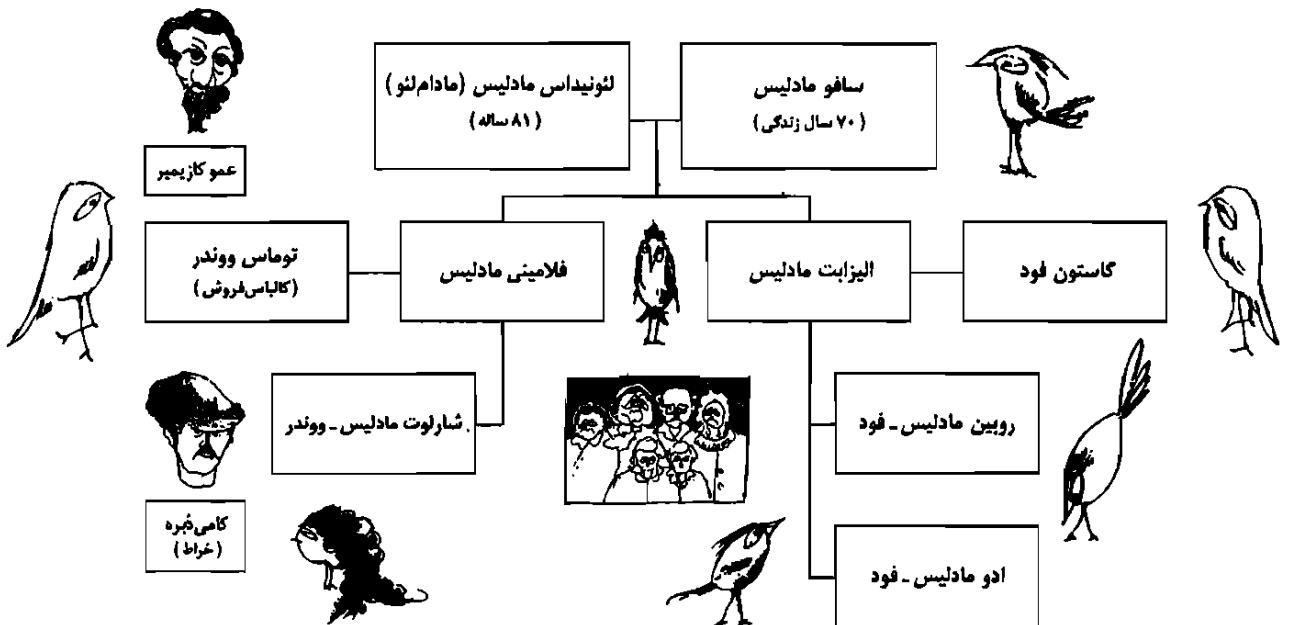 سافو مادلیس
(۷۰ سال زندگی)
لئونیداس مادلیس (مادام‌لئو)
(۸۱ ساله)
عمو کازیمیر
گاستون فود
الیزابت مادلیس
فلامینی مادلیس
توماس ووندر
(کالباس‌فروش)
روبین مادلیس ـ فود
شارلوت مادلیس ـ ووندر
کامی دُبره
(خراط)
ادو مادلیس ـ فود